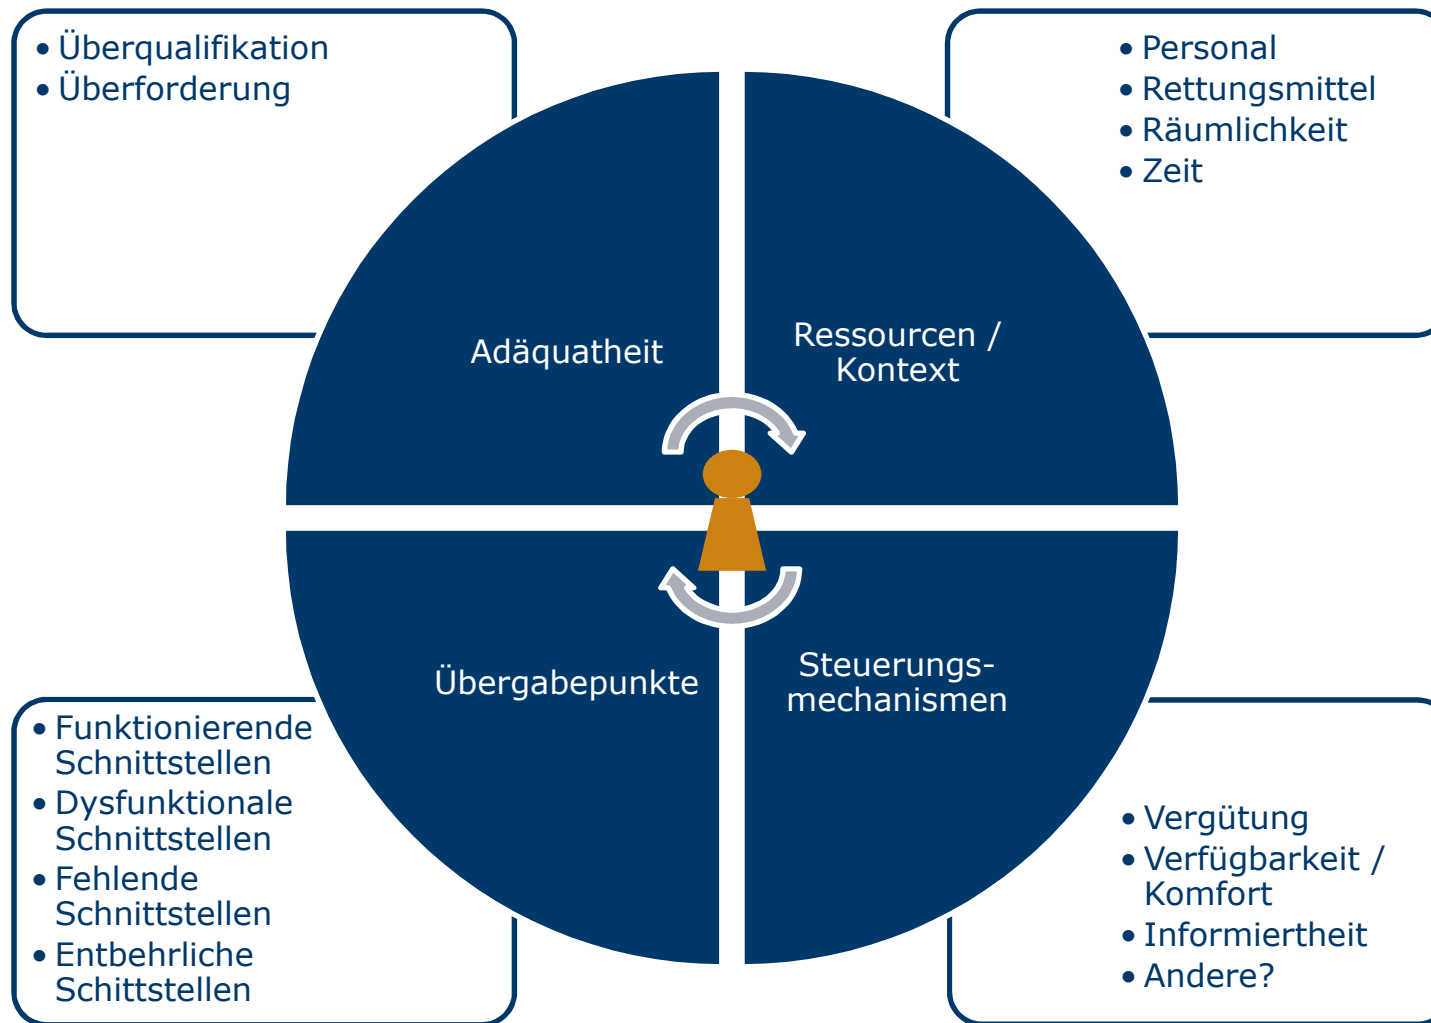 • Überqualifikation
• Überforderung
• Personal
• Rettungsmittel
• Räumlichkeit
• Zeit
Adäquatheit
Ressourcen /
Kontext
Übergabepunkte
Steuerungs-
mechanismen
• Funktionierende
Schnittstellen
• Dysfunktionale
Schnittstellen
• Fehlende
Schnittstellen
• Entbehrliche
Schittstellen
• Vergütung
• Verfügbarkeit /
Komfort
• Informiertheit
• Andere?